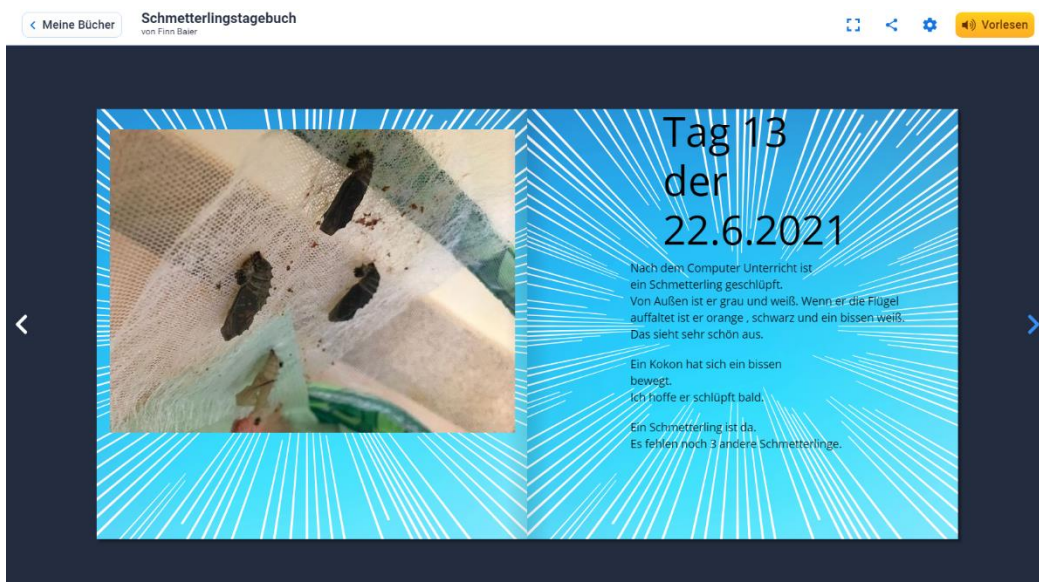 Meine Bücher
Schmetterlingstagebuch
von Finn Baier
Vorlesen
Tag 13
der
22.6.2021
Nach dem Computer Unterricht ist
ein Schmetterling geschlüpft.
Von Außen ist er grau und weiß. Wenn er die Flügel
auffaltet ist er orange , schwarz und ein bissen weiß.
Das sieht sehr schön aus.
Ein Kokon hat sich ein bissen
bewegt.
Ich hoffe er schlüpft bald.
Ein Schmetterling ist da.
Es fehlen noch 3 andere Schmetterlinge.